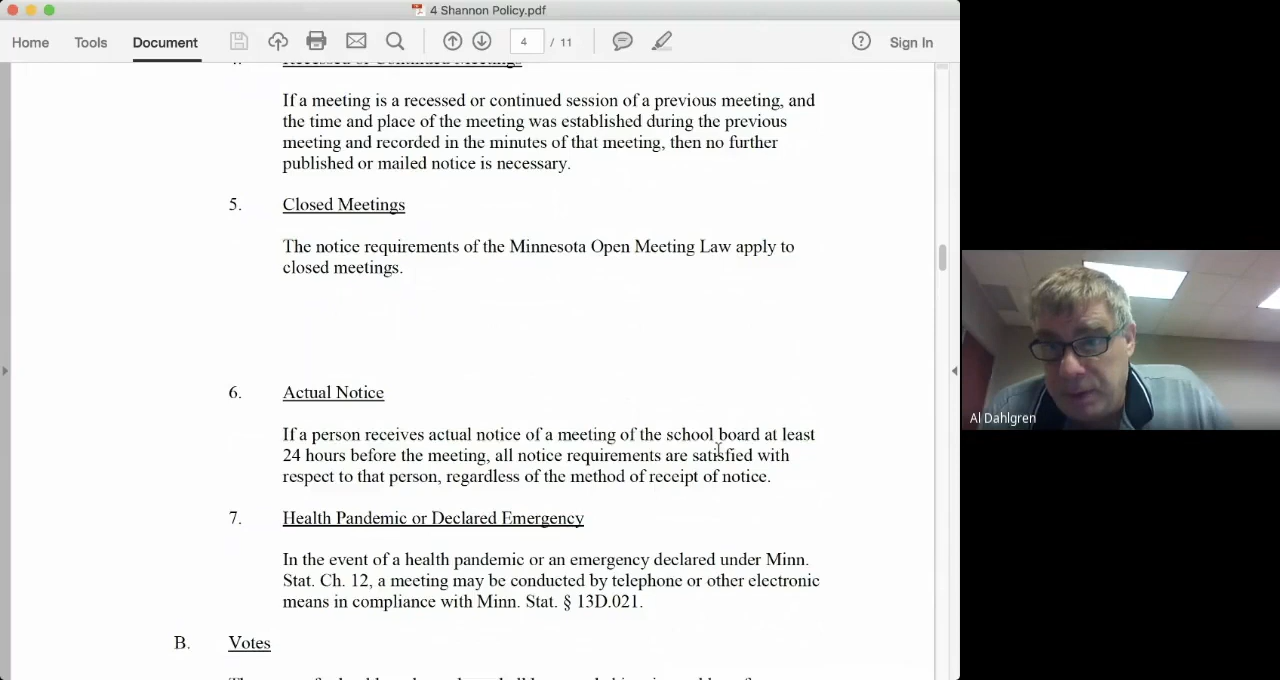 4 Shannon Policy.pdf
Home Tools Document 4 / 11 ? Sign In
Recessed or Continued Meetings
If a meeting is a recessed or continued session of a previous meeting, and
the time and place of the meeting was established during the previous
meeting and recorded in the minutes of that meeting, then no further
published or mailed notice is necessary.
5. Closed Meetings
The notice requirements of the Minnesota Open Meeting Law apply to
closed meetings.
6. Actual Notice
If a person receives actual notice of a meeting of the school board at least
24 hours before the meeting, all notice requirements are satisfied with
respect to that person, regardless of the method of receipt of notice.
7. Health Pandemic or Declared Emergency
In the event of a health pandemic or an emergency declared under Minn.
Stat. Ch. 12, a meeting may be conducted by telephone or other electronic
means in compliance with Minn. Stat. § 13D.021.
B. Votes
Al Dahlgren